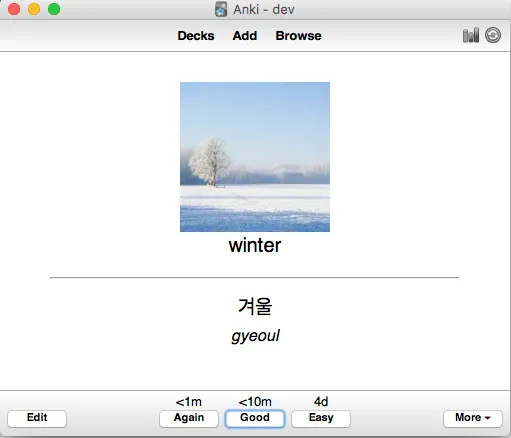 Anki - dev
Decks Add Browse
winter
겨울
gyeoul
<1m <10m 4d
Edit Again Good Easy More